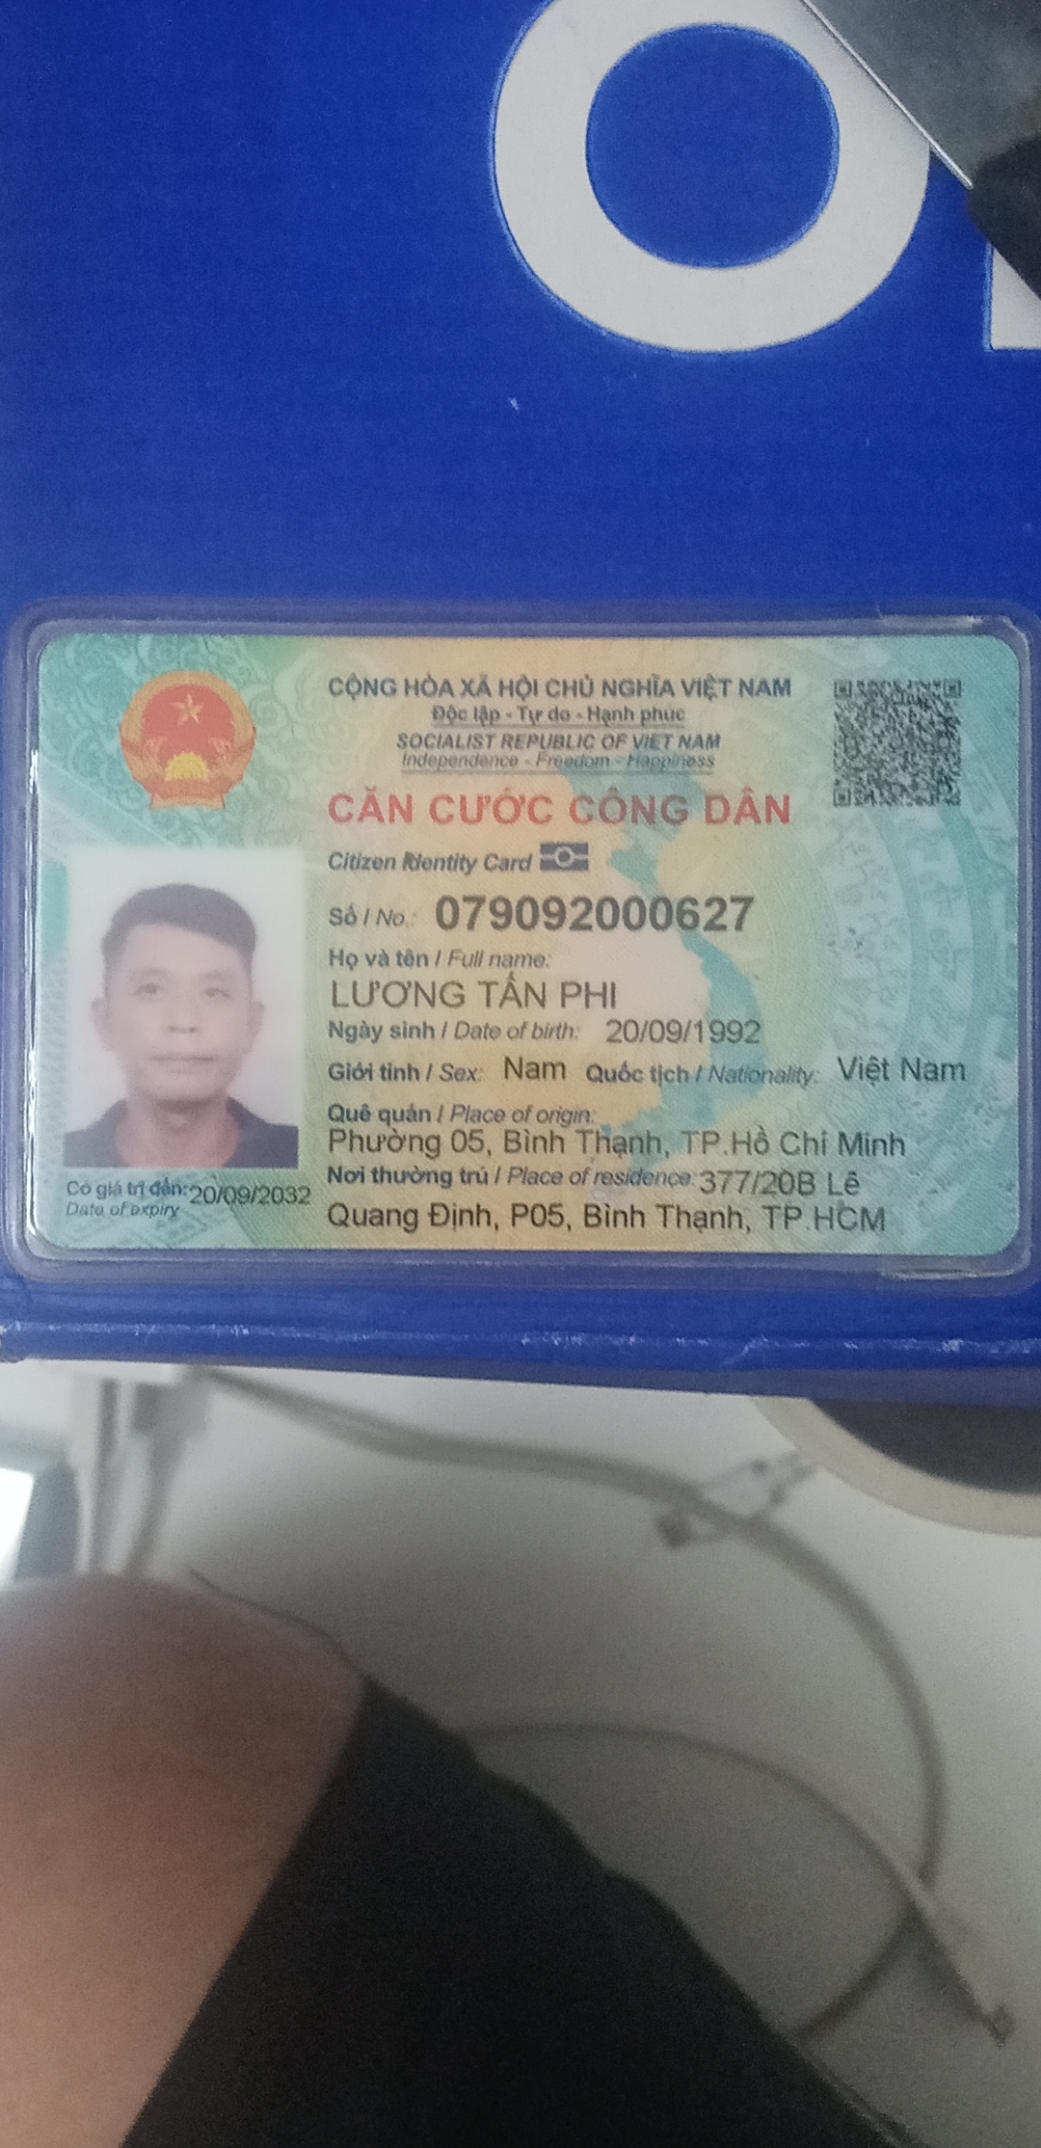 CỘNG HÒA XÃ HỘI CHỦ NGHĨA VIỆT NAM
Độc lập - Tự do - Hạnh phúc
SOCIALIST REPUBLIC OF VIET NAM
Independence - Freedom - Happiness
CĂN CƯỚC CÔNG DÂN
Citizen Identity Card
Số / No.: 079092000627
Họ và tên / Full name:
LƯƠNG TẤN PHI
Ngày sinh / Date of birth: 20/09/1992
Giới tính / Sex: Nam Quốc tịch / Nationality: Việt Nam
Quê quán / Place of origin:
Phường 05, Bình Thạnh, TP.Hồ Chí Minh
Nơi thường trú / Place of residence: 377/20B Lê
Quang Định, P05, Bình Thạnh, TP.HCM
Có giá trị đến: 20/09/2032
Date of expiry